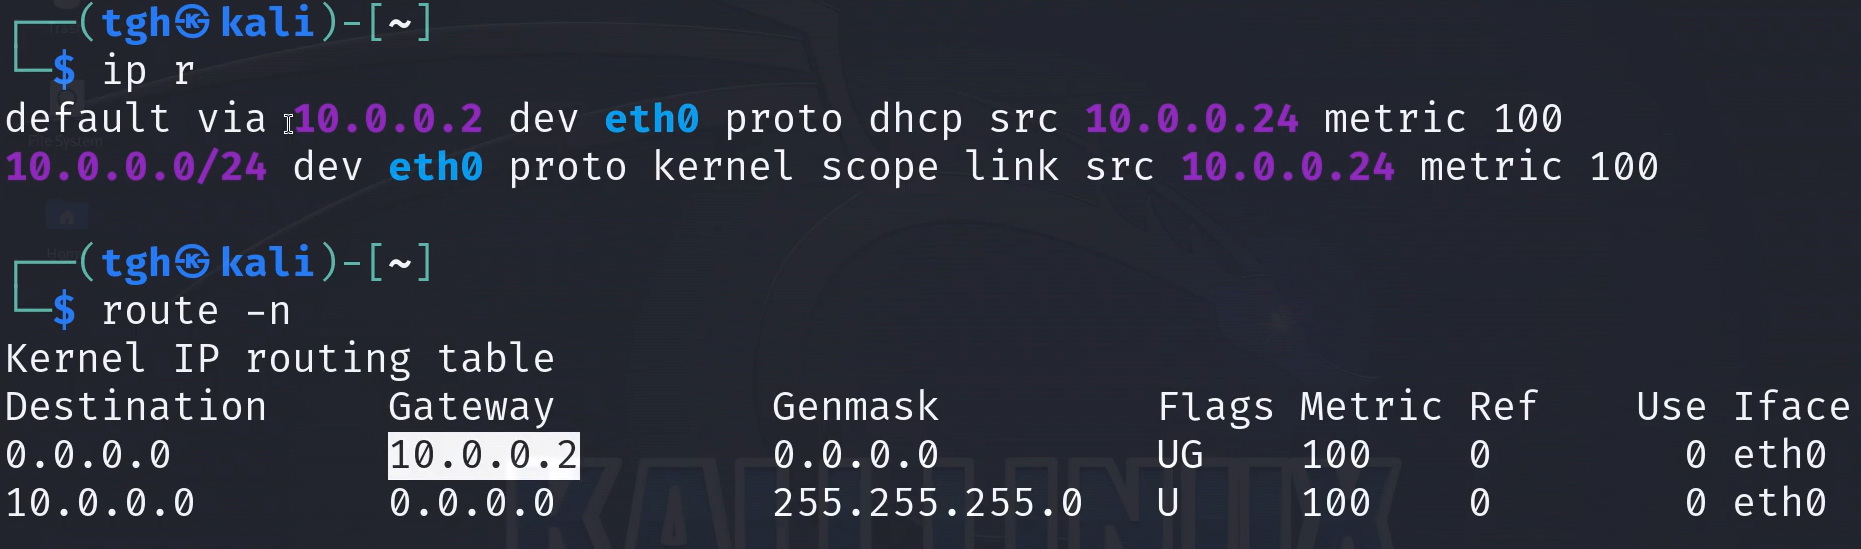 (tgh㉿kali)-[~]
$ ip r
default via 10.0.0.2 dev eth0 proto dhcp src 10.0.0.24 metric 100
10.0.0.0/24 dev eth0 proto kernel scope link src 10.0.0.24 metric 100
(tgh㉿kali)-[~]
$ route -n
Kernel IP routing table
Destination Gateway Genmask Flags Metric Ref Use Iface
0.0.0.0 10.0.0.2 0.0.0.0 UG 100 0 0 eth0
10.0.0.0 0.0.0.0 255.255.255.0 U 100 0 0 eth0
KALI LINUX